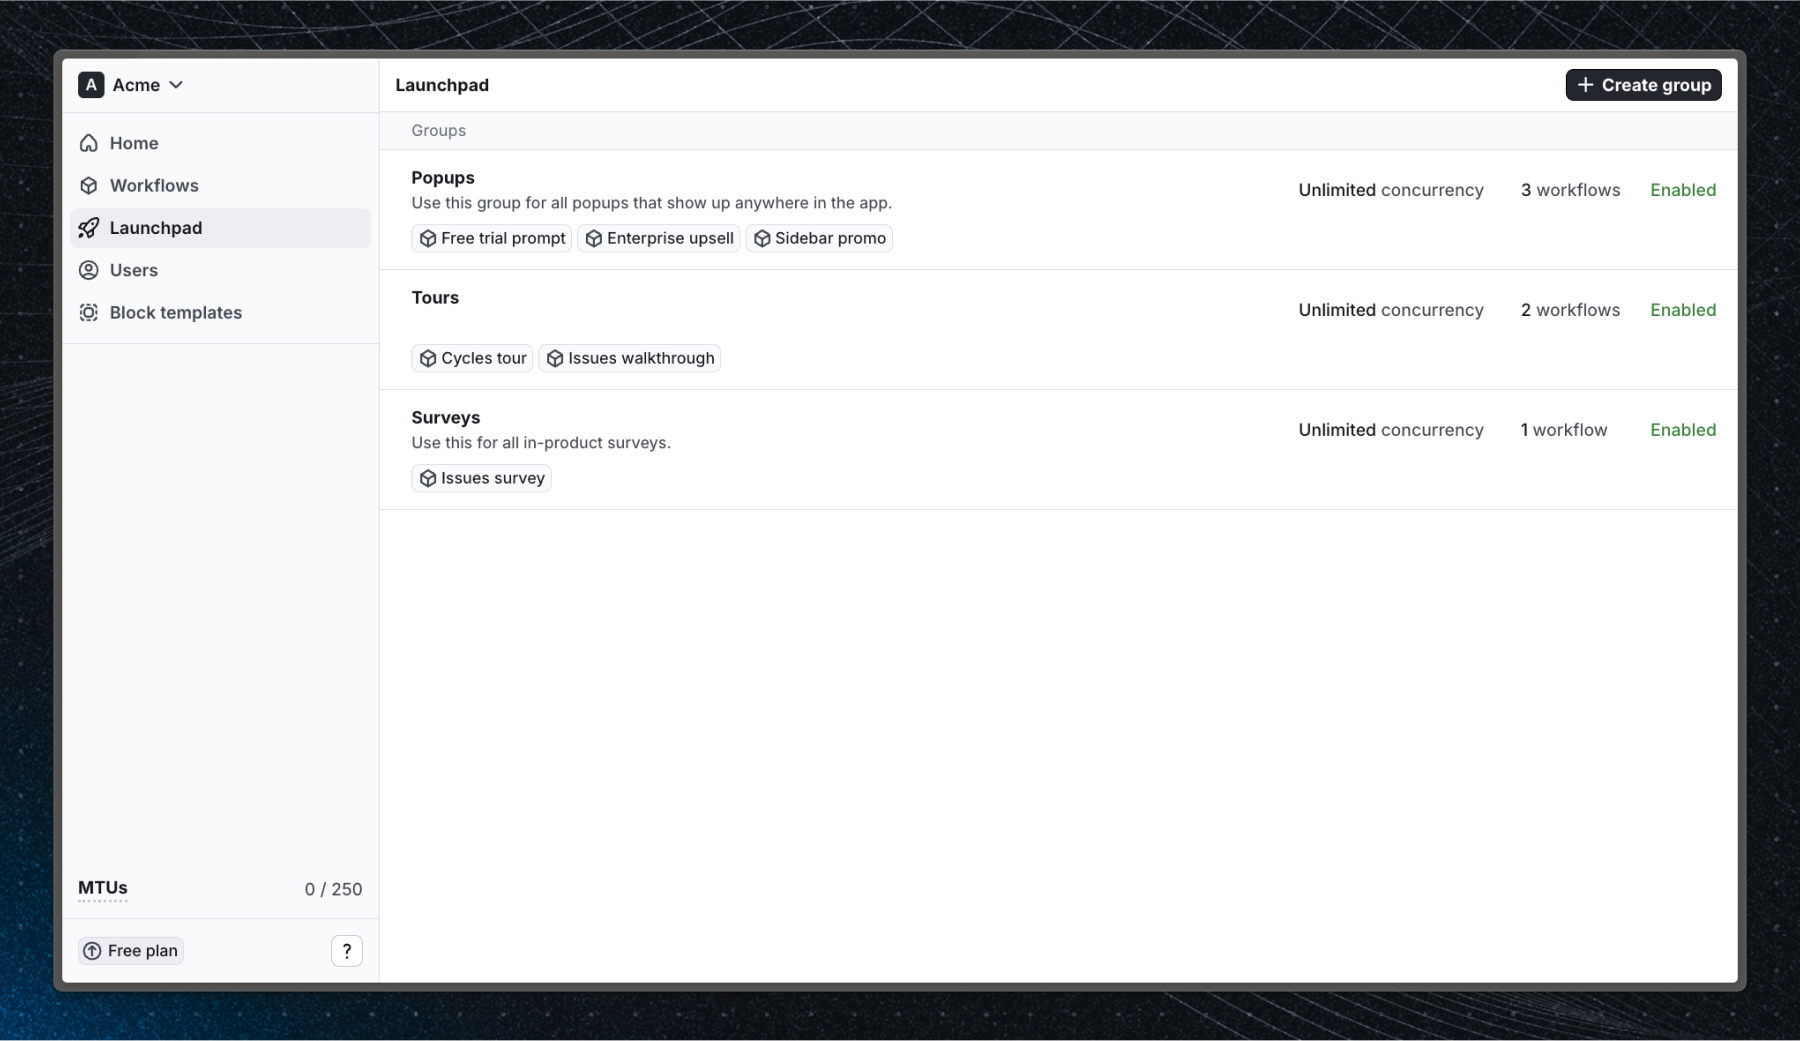 A Acme
Home
Workflows
Launchpad
Users
Block templates
MTUs 0 / 250
Free plan ?
Launchpad + Create group
Groups
Popups
Use this group for all popups that show up anywhere in the app.
Unlimited concurrency 3 workflows Enabled
Free trial prompt Enterprise upsell Sidebar promo
Tours
Unlimited concurrency 2 workflows Enabled
Cycles tour Issues walkthrough
Surveys
Use this for all in-product surveys.
Unlimited concurrency 1 workflow Enabled
Issues survey